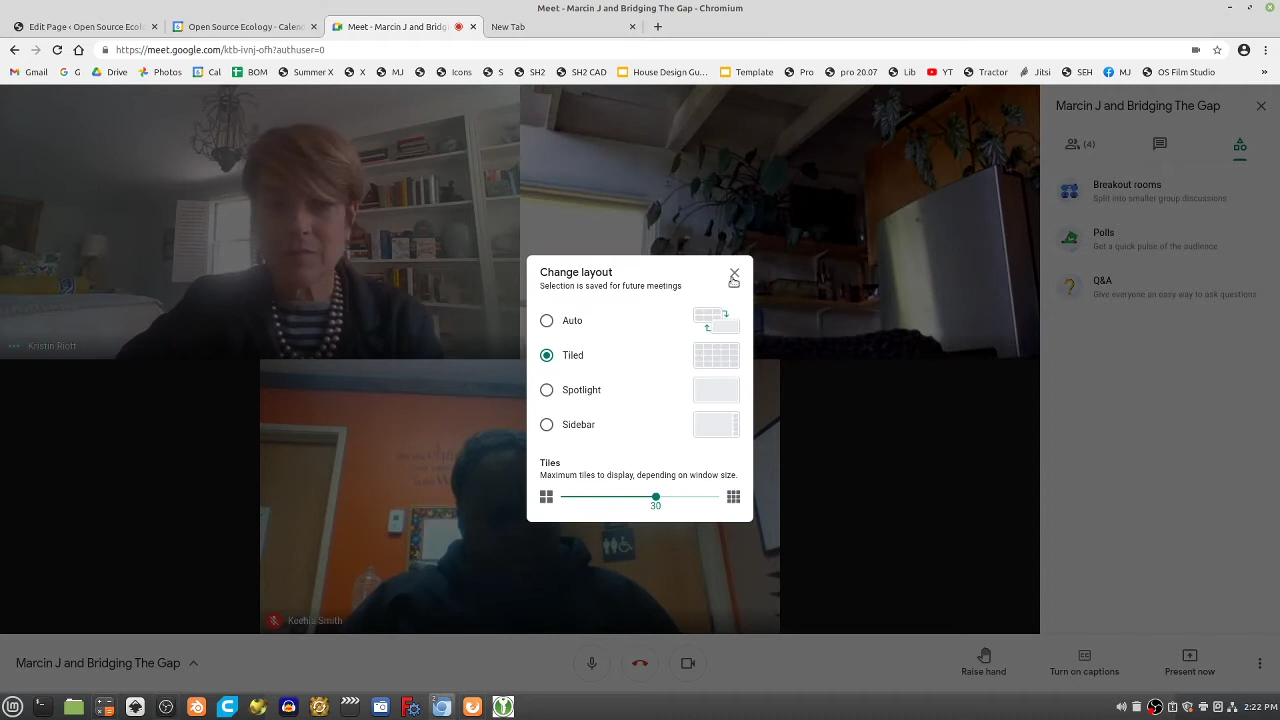 Meet - Marcin J and Bridging The Gap - Chromium
Edit Page ‹ Open Source Ecol
Open Source Ecology - Calend
Meet - Marcin J and Bridg
New Tab
https://meet.google.com/ktb-ivnj-ofh?authuser=0
Gmail G Drive Photos Cal BOM Summer X X MJ Icons S SH2 SH2 CAD House Design Gu... Template Pro pro 20.07 Lib YT Tractor Jitsi SEH MJ OS Film Studio »
Marcin J and Bridging The Gap
(4)
Breakout rooms
Split into smaller group discussions
Polls
Get a quick pulse of the audience
Q&A
Give everyone an easy way to ask questions
Change layout
Selection is saved for future meetings
Auto
Tiled
Spotlight
Sidebar
Tiles
Maximum tiles to display, depending on window size.
30
Kristin Riott
Keehla Smith
Marcin J and Bridging The Gap
Raise hand
Turn on captions
Present now
2:22 PM